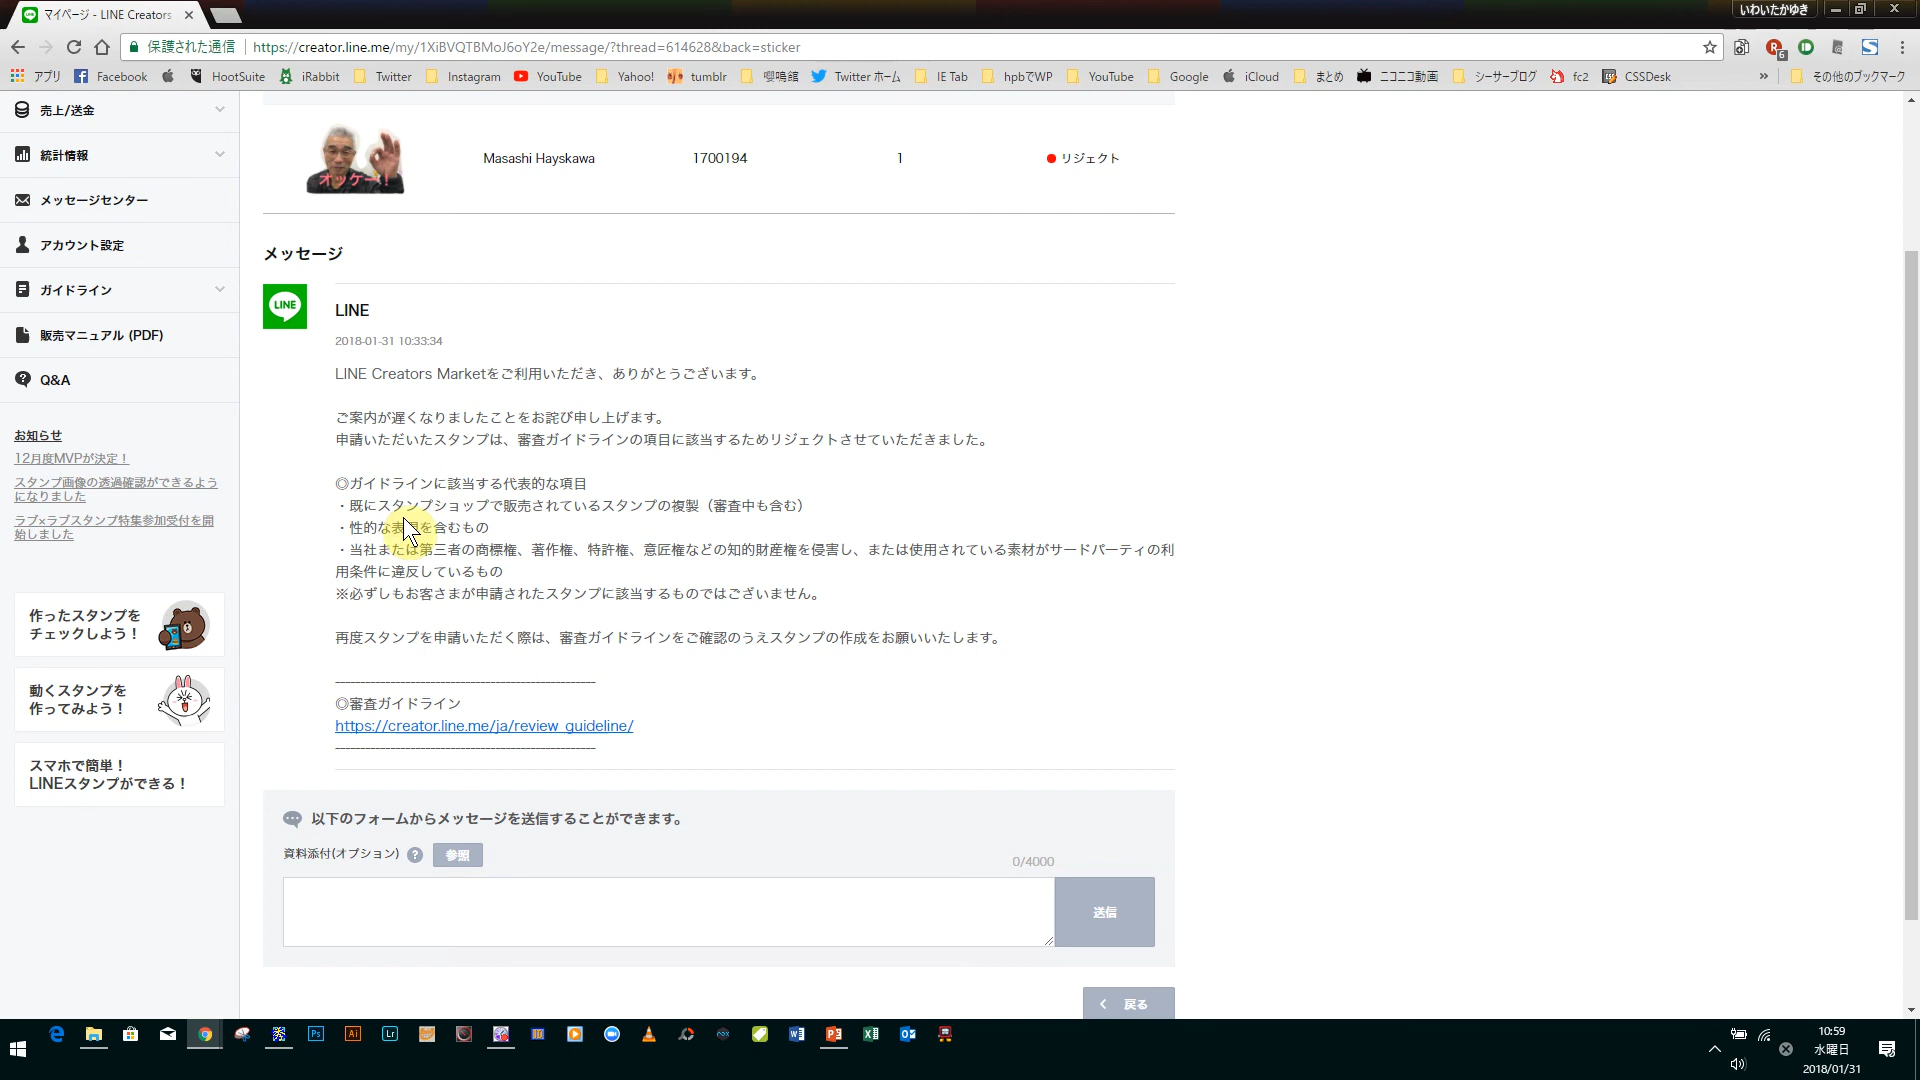 マイページ - LINE Creators
いわいたかゆき
保護された通信
https://creator.line.me/my/1XiBVQTBMoJ6oY2e/message/?thread=614628&back=sticker
アプリ Facebook HootSuite iRabbit Twitter Instagram YouTube Yahoo! tumblr 嚶鳴館 Twitter ホーム IE Tab hpbでWP YouTube Google iCloud まとめ ニコニコ動画 シーサーブログ fc2 CSSDesk » その他のブックマーク
売上/送金
統計情報
メッセージセンター
アカウント設定
ガイドライン
販売マニュアル (PDF)
Q&A
お知らせ
12月度MVPが決定！
スタンプ画像の透過確認ができるよう
になりました
ラブ×ラブスタンプ特集参加受付を開
始しました
作ったスタンプを
チェックしよう！
動くスタンプを
作ってみよう！
スマホで簡単！
LINEスタンプができる！
オッケー！
Masashi Hayskawa 1700194 1 リジェクト
メッセージ
LINE
LINE
2018-01-31 10:33:34
LINE Creators Marketをご利用いただき、ありがとうございます。
ご案内が遅くなりましたことをお詫び申し上げます。
申請いただいたスタンプは、審査ガイドラインの項目に該当するためリジェクトさせていただきました。
◎ガイドラインに該当する代表的な項目
・既にスタンプショップで販売されているスタンプの複製（審査中も含む）
・性的な表現を含むもの
・当社または第三者の商標権、著作権、特許権、意匠権などの知的財産権を侵害し、または使用されている素材がサードパーティの利
用条件に違反しているもの
※必ずしもお客さまが申請されたスタンプに該当するものではございません。
再度スタンプを申請いただく際は、審査ガイドラインをご確認のうえスタンプの作成をお願いいたします。
----------------------------------------------------
◎審査ガイドライン
https://creator.line.me/ja/review_guideline/
----------------------------------------------------
以下のフォームからメッセージを送信することができます。
資料添付(オプション) ? 参照
0/4000
送信
戻る
10:59
水曜日
2018/01/31